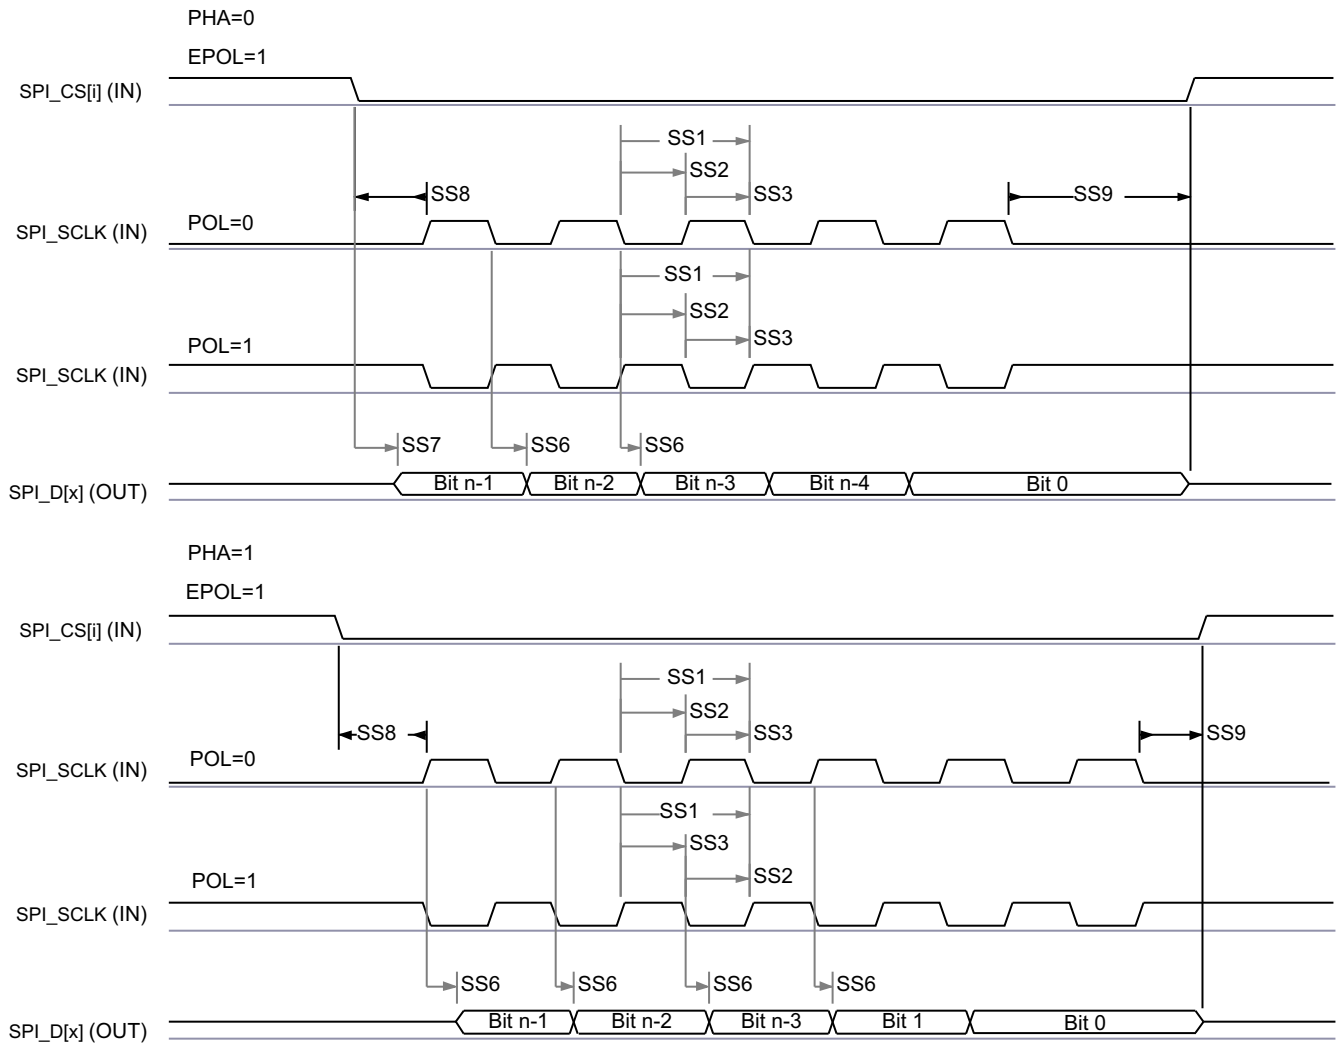 PHA=0
EPOL=1
SPI_CS[i] (IN)
SS1
SS2
SS8
SS3
SS9
POL=0
SPI_SCLK (IN)
SS1
SS2
SS3
POL=1
SPI_SCLK (IN)
SS7
SS6
SS6
SPI_D[x] (OUT)
Bit n-1
Bit n-2
Bit n-3
Bit n-4
Bit 0
PHA=1
EPOL=1
SPI_CS[i] (IN)
SS1
SS2
SS8
SS3
SS9
POL=0
SPI_SCLK (IN)
SS1
SS3
SS2
POL=1
SPI_SCLK (IN)
SS6
SS6
SS6
SS6
SPI_D[x] (OUT)
Bit n-1
Bit n-2
Bit n-3
Bit 1
Bit 0